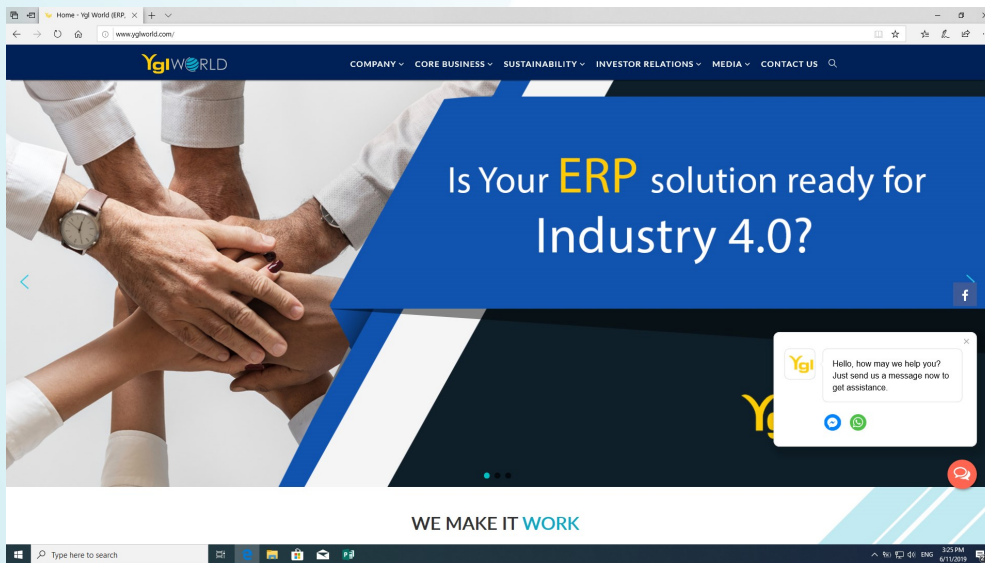 Home - Ygl World (ERP,
www.yglworld.com/
YglWORLD
COMPANY CORE BUSINESS SUSTAINABILITY INVESTOR RELATIONS MEDIA CONTACT US
Is Your ERP solution ready for
Industry 4.0?
f
Ygl
Hello, how may we help you?
Just send us a message now to
get assistance.
WE MAKE IT WORK
Type here to search
ENG
3:25 PM
6/11/2019